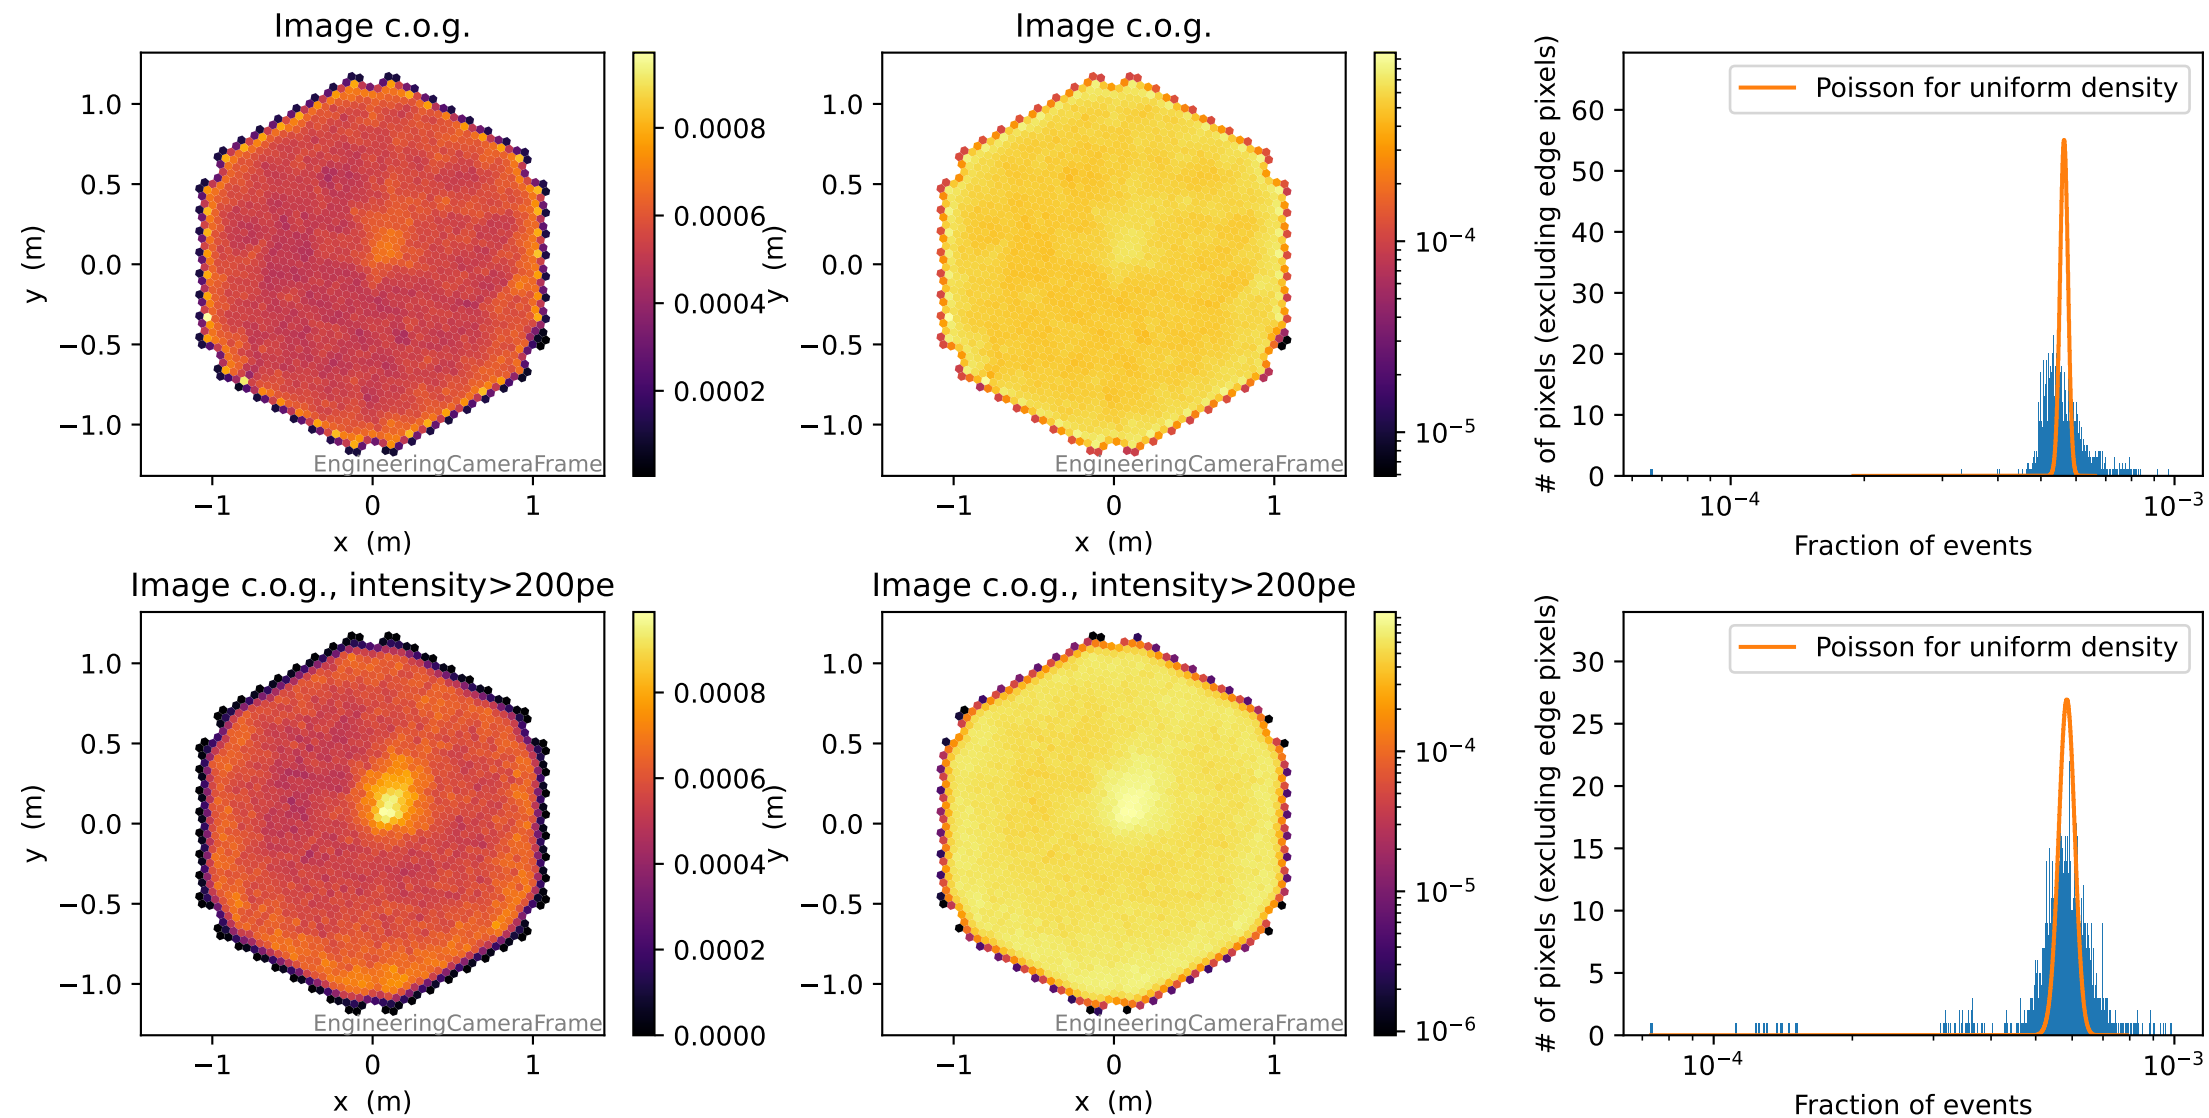 Image c.o.g.
1.0
0.5
0.0
−0.5
−1.0
y (m)
−1
0
1
x (m)
EngineeringCameraFrame
0.0008
0.0006
0.0004
0.0002
Image c.o.g.
1.0
0.5
0.0
−0.5
−1.0
y (m)
−1
0
1
x (m)
EngineeringCameraFrame
10⁻⁴
10⁻⁵
Poisson for uniform density
# of pixels (excluding edge pixels)
60
50
40
30
20
10
0
10⁻⁴
10⁻³
Fraction of events
Image c.o.g., intensity>200pe
1.0
0.5
0.0
−0.5
−1.0
y (m)
−1
0
1
x (m)
EngineeringCameraFrame
0.0008
0.0006
0.0004
0.0002
0.0000
Image c.o.g., intensity>200pe
1.0
0.5
0.0
−0.5
−1.0
y (m)
−1
0
1
x (m)
EngineeringCameraFrame
10⁻⁴
10⁻⁵
10⁻⁶
Poisson for uniform density
# of pixels (excluding edge pixels)
30
25
20
15
10
5
0
10⁻⁴
10⁻³
Fraction of events